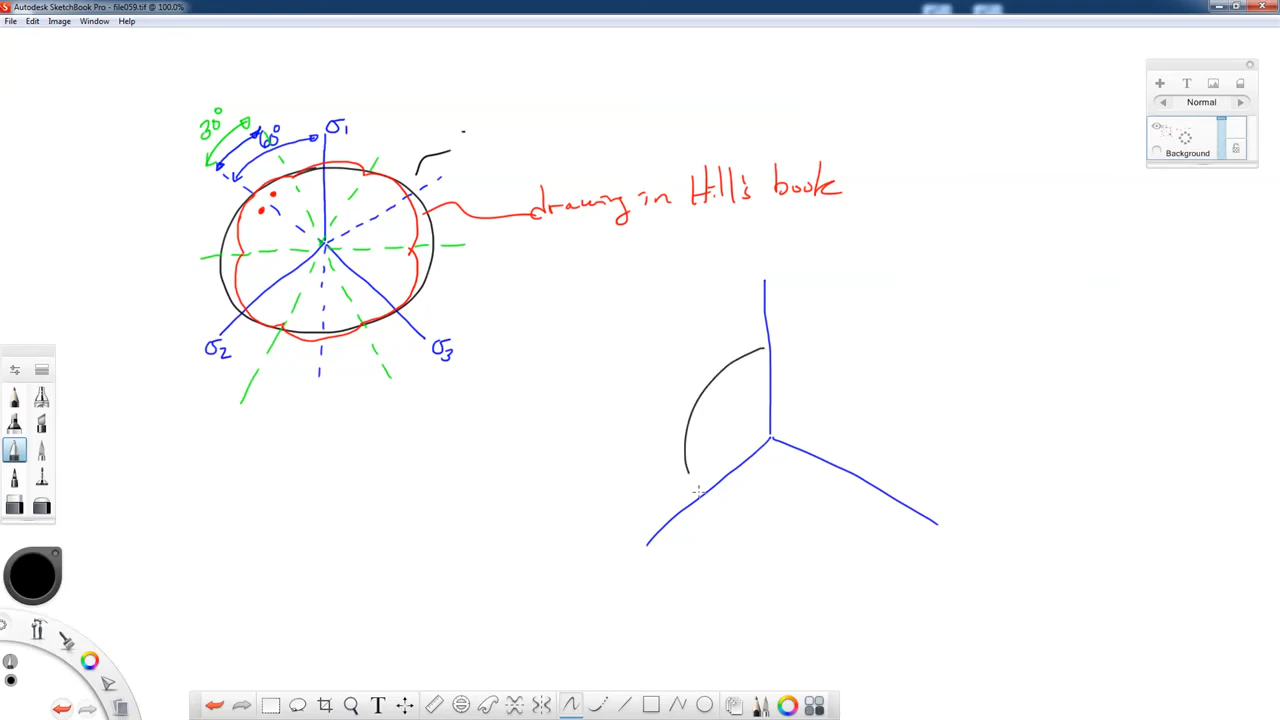 Autodesk SketchBook Pro - file059.tif @ 100.0%
File Edit Image Window Help
Normal
Background
30°
60°
σ1
drawing in Hill's book
σ2
σ3
T
T